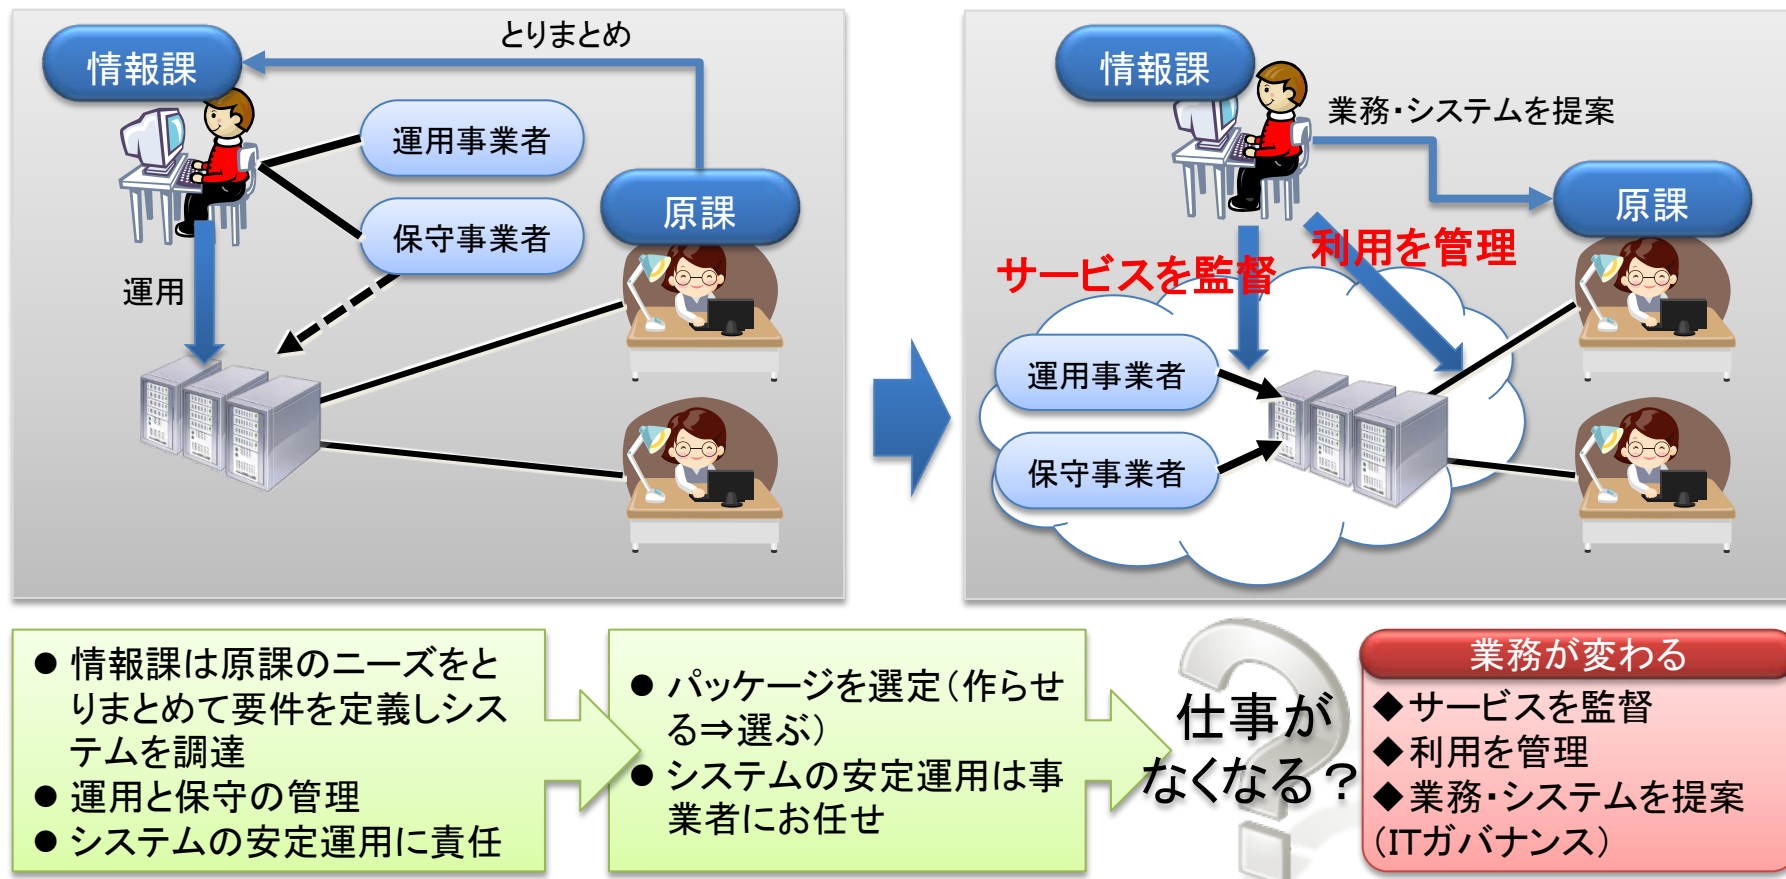 とりまとめ
情報課
運用事業者
保守事業者
原課
運用
情報課
業務・システムを提案
原課
利用を管理
サービスを監督
運用事業者
保守事業者
● 情報課は原課のニーズをと
りまとめて要件を定義しシス
テムを調達
● 運用と保守の管理
● システムの安定運用に責任
● パッケージを選定(作らせ
る⇒選ぶ)
● システムの安定運用は事
業者にお任せ
?
仕事が
なくなる?
業務が変わる
◆サービスを監督
◆利用を管理
◆業務・システムを提案
(ITガバナンス)